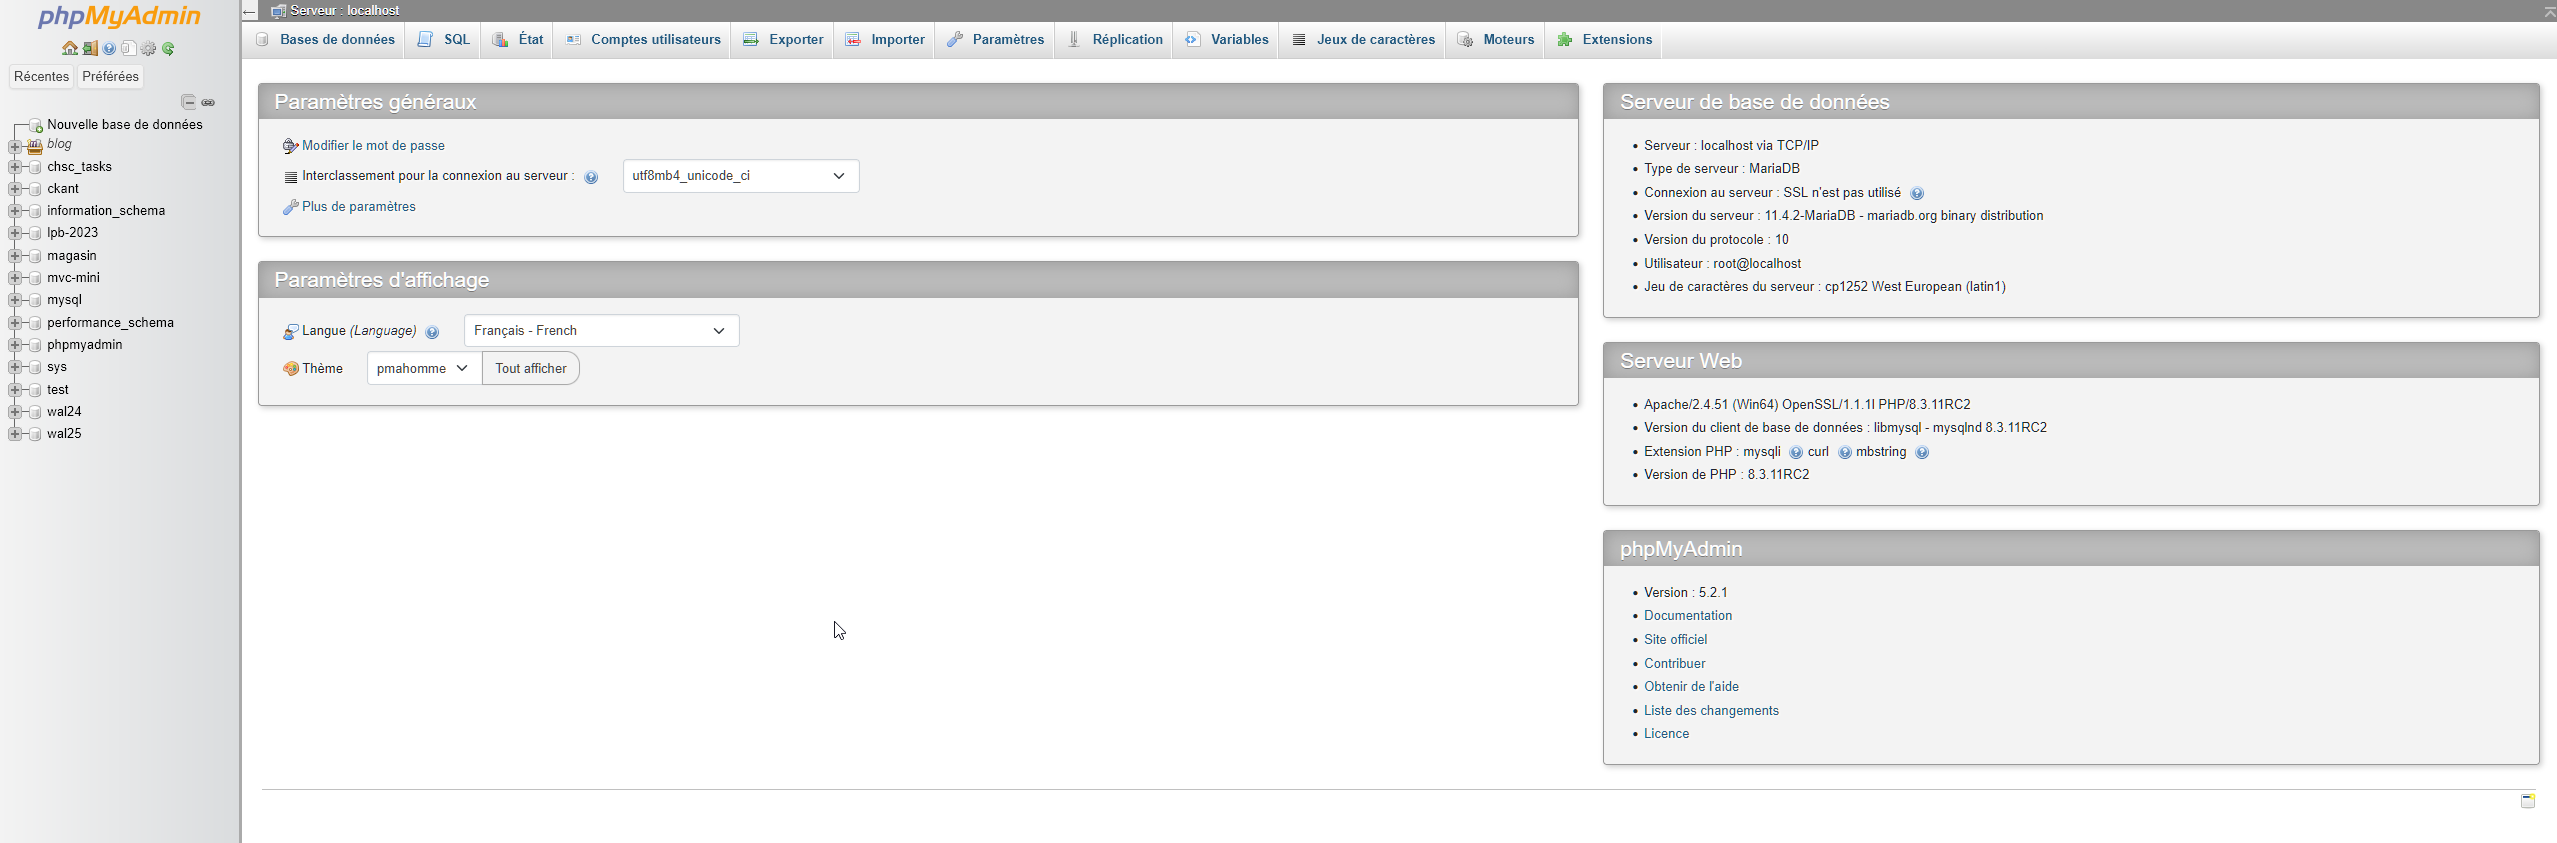 phpMyAdmin
Récentes
Préférées
Nouvelle base de données
blog
chsc_tasks
ckant
information_schema
lpb-2023
magasin
mvc-mini
mysql
performance_schema
phpmyadmin
sys
test
wal24
wal25
Serveur : localhost
Bases de données
SQL
État
Comptes utilisateurs
Exporter
Importer
Paramètres
Réplication
Variables
Jeux de caractères
Moteurs
Extensions
Paramètres généraux
Modifier le mot de passe
Interclassement pour la connexion au serveur : utf8mb4_unicode_ci
Plus de paramètres
Paramètres d'affichage
Langue (Language) Français - French
Thème pmahomme Tout afficher
Serveur de base de données
• Serveur : localhost via TCP/IP
• Type de serveur : MariaDB
• Connexion au serveur : SSL n'est pas utilisé
• Version du serveur : 11.4.2-MariaDB - mariadb.org binary distribution
• Version du protocole : 10
• Utilisateur : root@localhost
• Jeu de caractères du serveur : cp1252 West European (latin1)
Serveur Web
• Apache/2.4.51 (Win64) OpenSSL/1.1.1l PHP/8.3.11RC2
• Version du client de base de données : libmysql - mysqlnd 8.3.11RC2
• Extension PHP : mysqli curl mbstring
• Version de PHP : 8.3.11RC2
phpMyAdmin
• Version : 5.2.1
• Documentation
• Site officiel
• Contribuer
• Obtenir de l'aide
• Liste des changements
• Licence